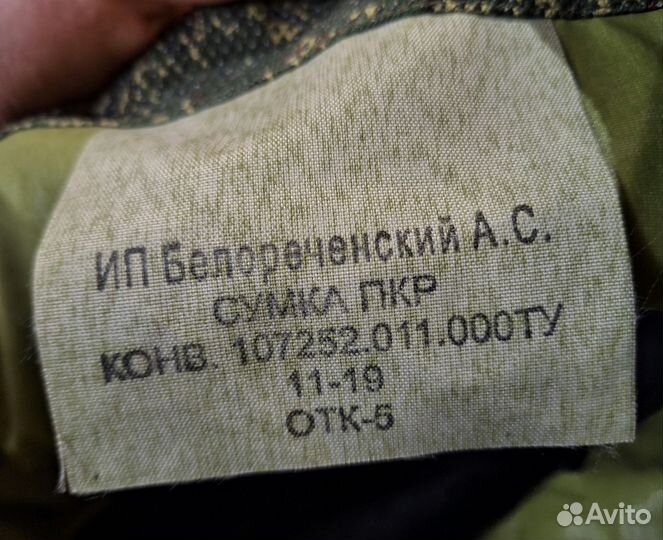 ИП Белореченский А.С.
СУМКА ПКР
КОНВ. 107252.011.000ТУ
11-19
ОТК-5
Avito